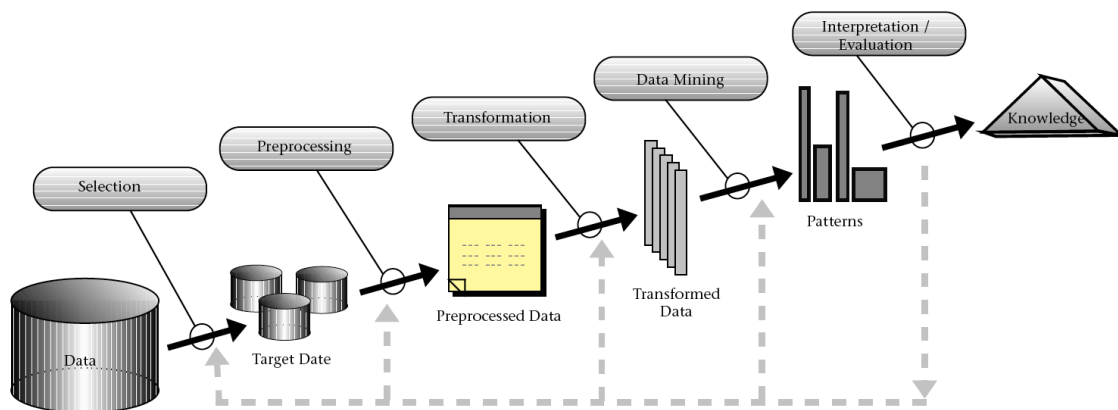 Interpretation /
Evaluation
Data Mining
Transformation
Preprocessing
Selection
Data
Target Date
Preprocessed Data
Transformed
Data
Patterns
Knowledge